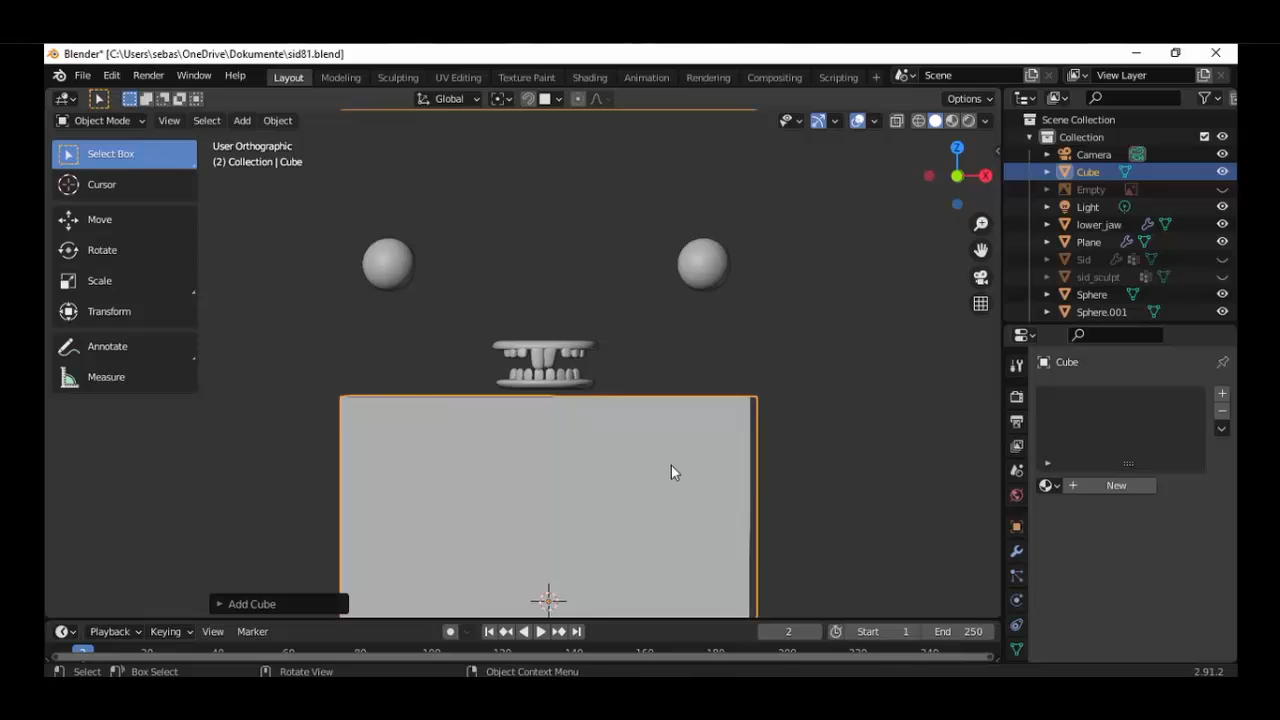 Blender* [C:\Users\sebas\OneDrive\Dokumente\sid81.blend]
File Edit Render Window Help Layout Modeling Sculpting UV Editing Texture Paint Shading Animation Rendering Compositing Scripting + Scene View Layer
Global Options
Object Mode View Select Add Object
Scene Collection
Collection
Camera
Cube
Empty
Light
lower_jaw
Plane
Sid
sid_sculpt
Sphere
Sphere.001
Select Box
Cursor
Move
Rotate
Scale
Transform
Annotate
Measure
User Orthographic
(2) Collection | Cube
Z
X
Cube
+ New
Add Cube
Playback Keying View Marker 2 Start 1 End 250
Select Box Select Rotate View Object Context Menu 2.91.2